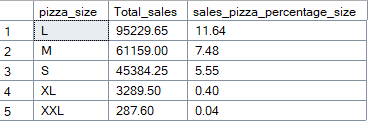 pizza_size Total_sales sales_pizza_percentage_size
1 L 95229.65 11.64
2 M 61159.00 7.48
3 S 45384.25 5.55
4 XL 3289.50 0.40
5 XXL 287.60 0.04